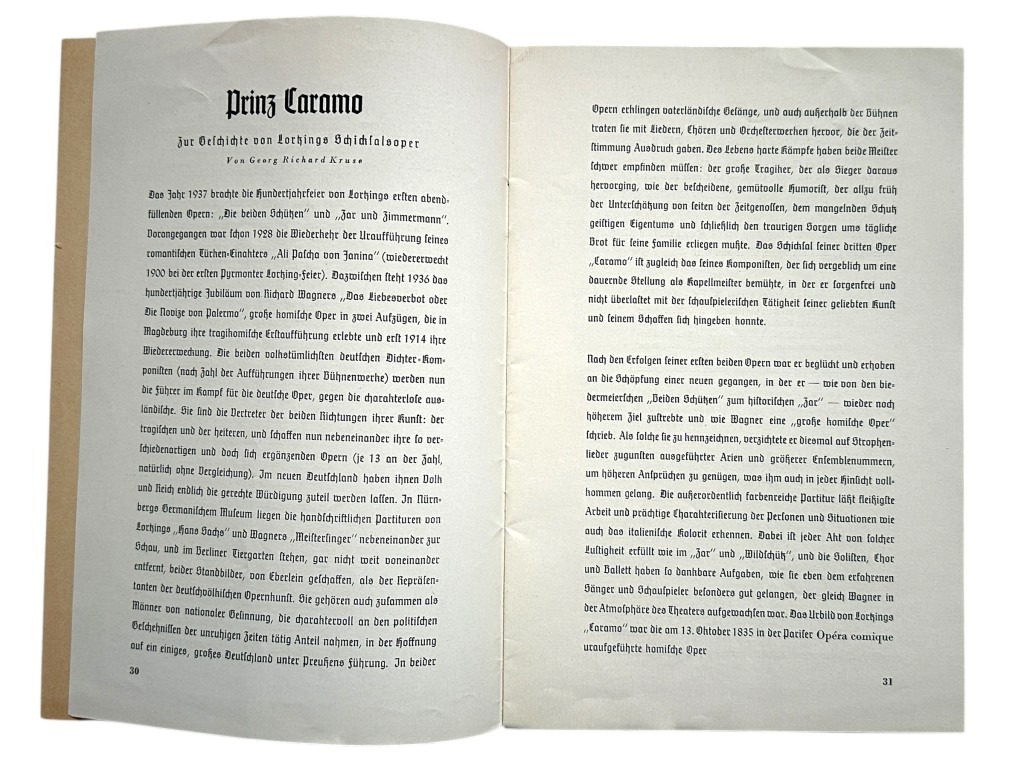 Prinz Caramo
Zur Geschichte von Lortzings Schicksalsoper
Von Georg Richard Kruse
Das Jahr 1937 brachte die Hundertjahrfeier von Lortzings ersten abend-
füllenden Opern: „Die beiden Schützen“ und „Zar und Zimmermann“.
Vorangegangen war schon 1928 die Wiederkehr der Uraufführung seines
romantischen Türken-Einakters „Ali Pascha von Janina“ (wiedererweckt
1900 bei der ersten Pyrmonter Lortzing-Feier). Dazwischen steht 1936 das
hundertjährige Jubiläum von Richard Wagners „Das Liebesverbot oder
Die Novize von Palermo“, große komische Oper in zwei Aufzügen, die in
Magdeburg ihre tragikomische Erstaufführung erlebte und erst 1914 ihre
Wiedererweckung. Die beiden volkstümlichsten deutschen Dichter-Kom-
ponisten (nach Zahl der Aufführungen ihrer Bühnenwerke) werden nun
die Führer im Kampf für die deutsche Oper, gegen die charakterlose aus-
ländische. Sie sind die Vertreter der beiden Richtungen ihrer Kunst: der
tragischen und der heiteren, und schaffen nun nebeneinander ihre so ver-
schiedenartigen und doch sich ergänzenden Opern (je 13 an der Zahl,
natürlich ohne Vergleichung). Im neuen Deutschland haben ihnen Volk
und Reich endlich die gerechte Würdigung zuteil werden lassen. In Nürn-
bergs Germanischem Museum liegen die handschriftlichen Partituren von
Lortzings „Hans Sachs“ und Wagners „Meistersinger“ nebeneinander zur
Schau, und im Berliner Tiergarten stehen, gar nicht weit voneinander
entfernt, beider Standbilder, von Eberlein geschaffen, als der Repräsen-
tanten der deutschvölkischen Opernkunst. Sie gehören auch zusammen als
Männer von nationaler Gesinnung, die charaktervoll an den politischen
Geschehnissen der unruhigen Zeiten tätig Anteil nahmen, in der Hoffnung
auf ein einiges, großes Deutschland unter Preußens Führung. In beider
30
Opern erklingen vaterländische Gesänge, und auch außerhalb der Bühnen
traten sie mit Liedern, Chören und Orchesterwerken hervor, die der Zeit-
stimmung Ausdruck gaben. Des Lebens harte Kämpfe haben beide Meister
schwer empfinden müssen: der große Tragiker, der als Sieger daraus
hervorging, wie der bescheidene, gemütvolle Humorist, der allzu früh
der Unterschätzung von seiten der Zeitgenossen, dem mangelnden Schutz
geistigen Eigentums und schließlich den traurigen Sorgen ums tägliche
Brot für seine Familie erliegen mußte. Das Schicksal seiner dritten Oper
„Caramo“ ist zugleich das seines Komponisten, der sich vergeblich um eine
dauernde Stellung als Kapellmeister bemühte, in der er sorgenfrei und
nicht überlastet mit der schauspielerischen Tätigkeit seiner geliebten Kunst
und seinem Schaffen sich hingeben konnte.
Nach den Erfolgen seiner ersten beiden Opern war er beglückt und erhoben
an die Schöpfung einer neuen gegangen, in der er — wie von den bie-
dermeierschen „Beiden Schützen“ zum historischen „Zar“ — wieder nach
höherem Ziel zustrebte und wie Wagner eine „große komische Oper“
schrieb. Als solche sie zu kennzeichnen, verzichtete er diesmal auf Strophen-
lieder zugunsten ausgeführter Arien und größerer Ensemblenummern,
um höheren Ansprüchen zu genügen, was ihm auch in jeder Hinsicht voll-
kommen gelang. Die außerordentlich farbenreiche Partitur läßt fleißigste
Arbeit und prächtige Charakterisierung der Personen und Situationen wie
auch das italienische Kolorit erkennen. Dabei ist jeder Akt von solcher
Lustigkeit erfüllt wie im „Zar“ und „Wildschütz“, und die Solisten, Chor
und Ballett haben so dankbare Aufgaben, wie sie eben dem erfahrenen
Sänger und Schauspieler besonders gut gelangen, der gleich Wagner in
der Atmosphäre des Theaters aufgewachsen war. Das Urbild von Lortzings
„Caramo“ war die am 13. Oktober 1835 in der Pariser Opéra comique
uraufgeführte komische Oper
31